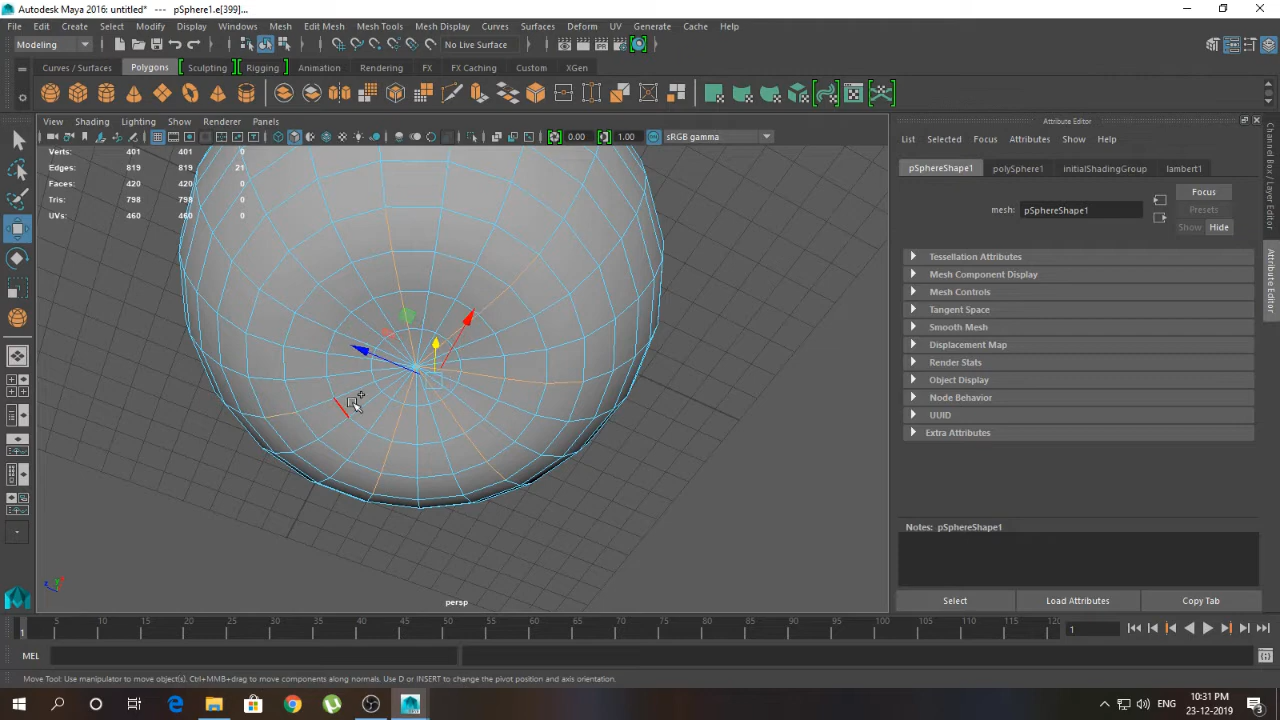 Autodesk Maya 2016: untitled* --- pSphere1.e[399]...
File Edit Create Select Modify Display Windows Mesh Edit Mesh Mesh Tools Mesh Display Curves Surfaces Deform UV Generate Cache Help
Modeling No Live Surface
Curves / Surfaces Polygons Sculpting Rigging Animation Rendering FX FX Caching Custom XGen
View Shading Lighting Show Renderer Panels
Attribute Editor
0.00 1.00 sRGB gamma
List Selected Focus Attributes Show Help
Verts: 401 401 0
Edges: 819 819 21
Faces: 420 420 0
Tris: 798 798 0
UVs: 460 460 0
pSphereShape1 polySphere1 initialShadingGroup lambert1
Focus
mesh: pSphereShape1
Presets
Show Hide
Tessellation Attributes
Mesh Component Display
Mesh Controls
Tangent Space
Smooth Mesh
Displacement Map
Render Stats
Object Display
Node Behavior
UUID
Extra Attributes
Notes: pSphereShape1
Select Load Attributes Copy Tab
Channel Box / Layer Editor
Attribute Editor
persp
1 5 10 15 20 25 30 35 40 45 50 55 60 65 70 75 80 85 90 95 100 105 110 115 120 1
MEL
Move Tool: Use manipulator to move object(s). Ctrl+MMB+drag to move components along normals. Use D or INSERT to change the pivot position and axis orientation.
ENG
10:31 PM
23-12-2019
3